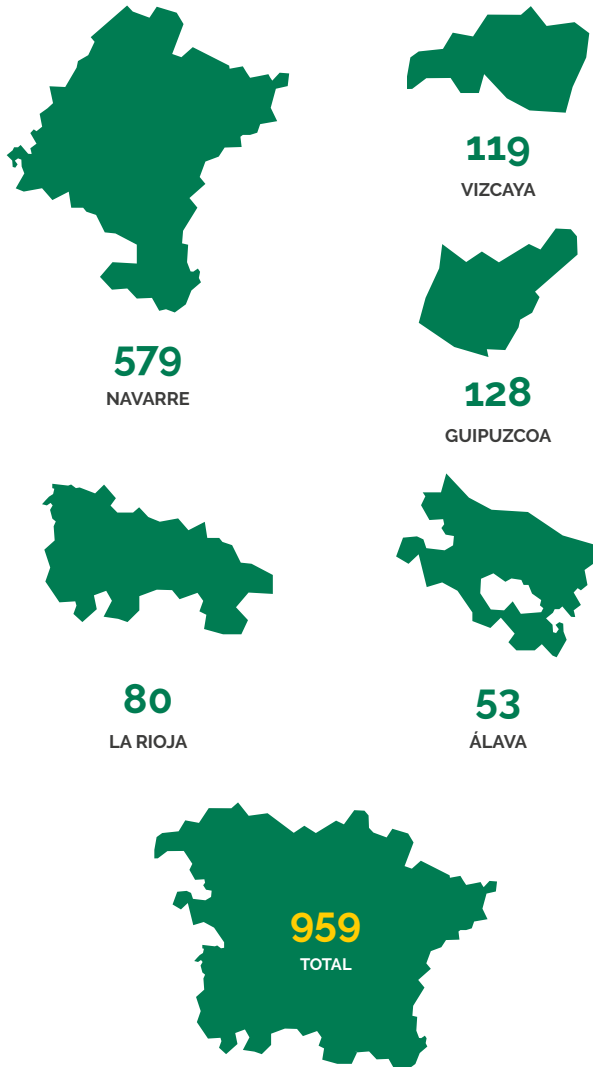 579
NAVARRE
119
VIZCAYA
128
GUIPUZCOA
80
LA RIOJA
53
ÁLAVA
959
TOTAL